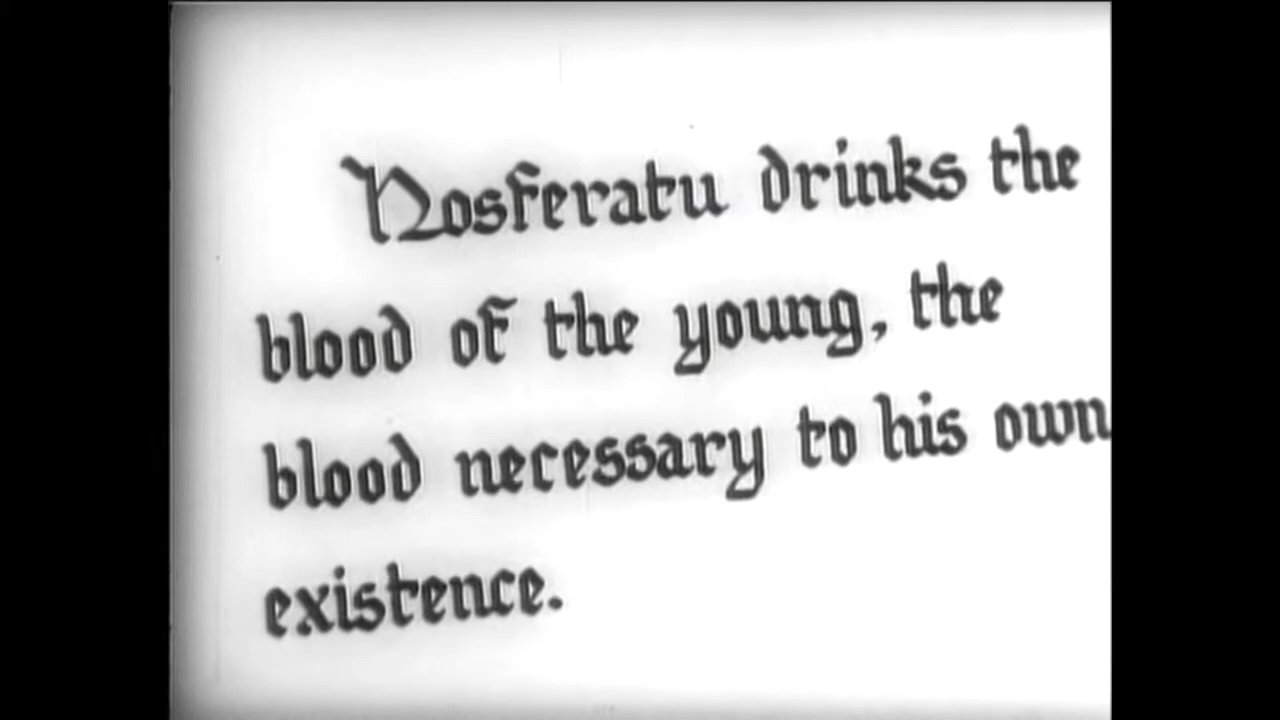 Nosferatu drinks the
blood of the young, the
blood necessary to his own
existence.